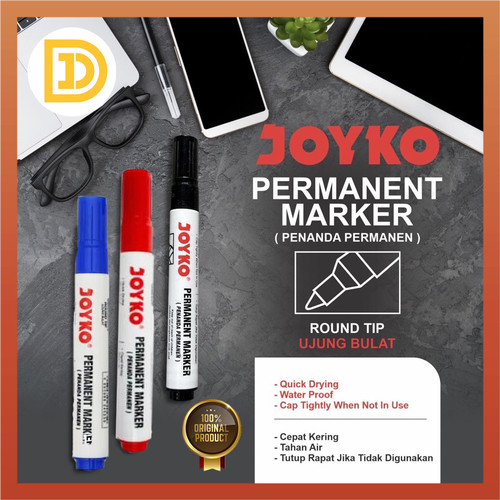 JOYKO
PERMANENT
MARKER
( PENANDA PERMANEN )
ROUND TIP
UJUNG BULAT
- Quick Drying
- Water Proof
- Cap Tightly When Not In Use
- Cepat Kering
- Tahan Air
- Tutup Rapat Jika Tidak Digunakan
JOYKO
PERMANENT MARKER
( PENANDA PERMANEN )
JOYKO
PERMANENT MARKER
( PENANDA PERMANEN )
JOYKO
PERMANENT MARKER
( PENANDA PERMANEN )
100%
ORIGINAL
PRODUCT